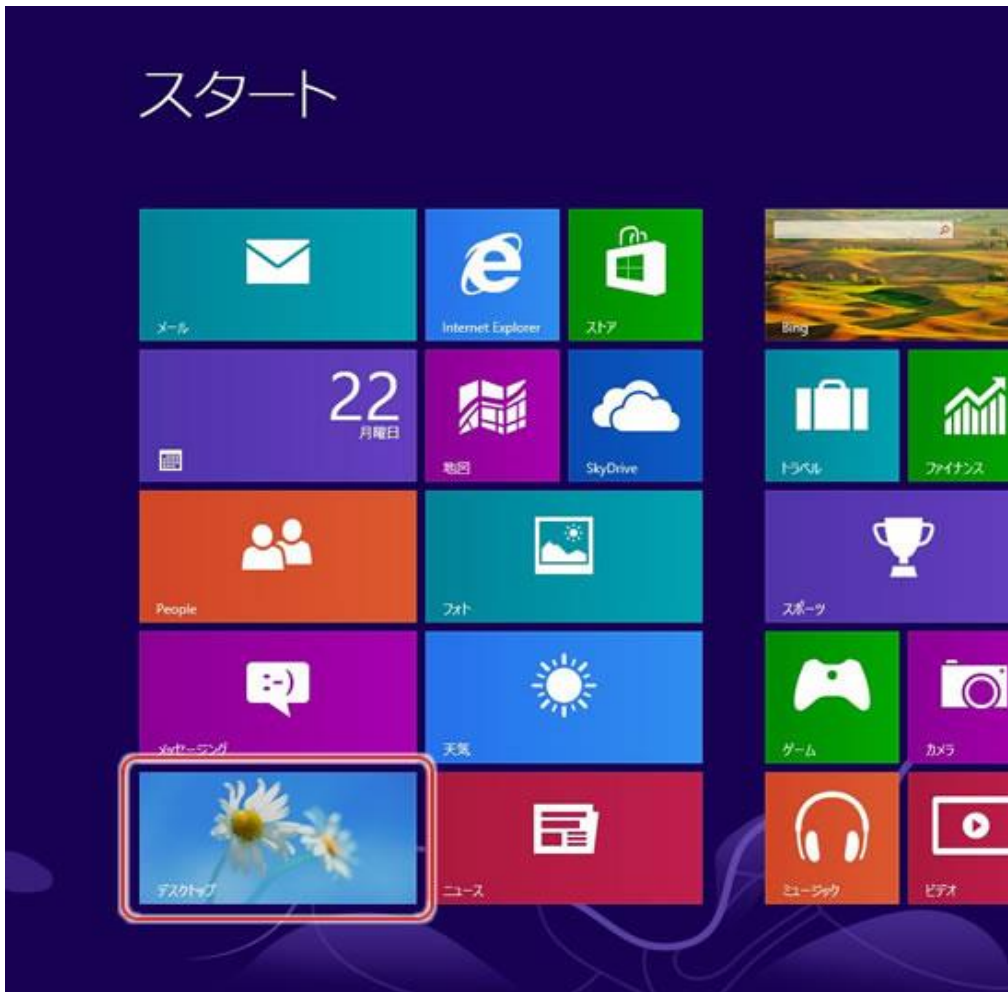 スタート
メール
Internet Explorer
ストア
Bing
22
月曜日
地図
SkyDrive
トラベル
ファイナンス
People
フォト
スポーツ
メッセージング
天気
ゲーム
カメラ
デスクトップ
ニュース
ミュージック
ビデオ